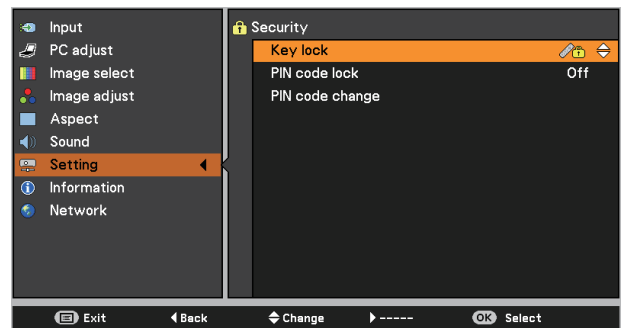 Input
PC adjust
Image select
Image adjust
Aspect
Sound
Setting
Information
Network
Security
Key lock
PIN code lock Off
PIN code change
Exit Back Change ----- OK Select